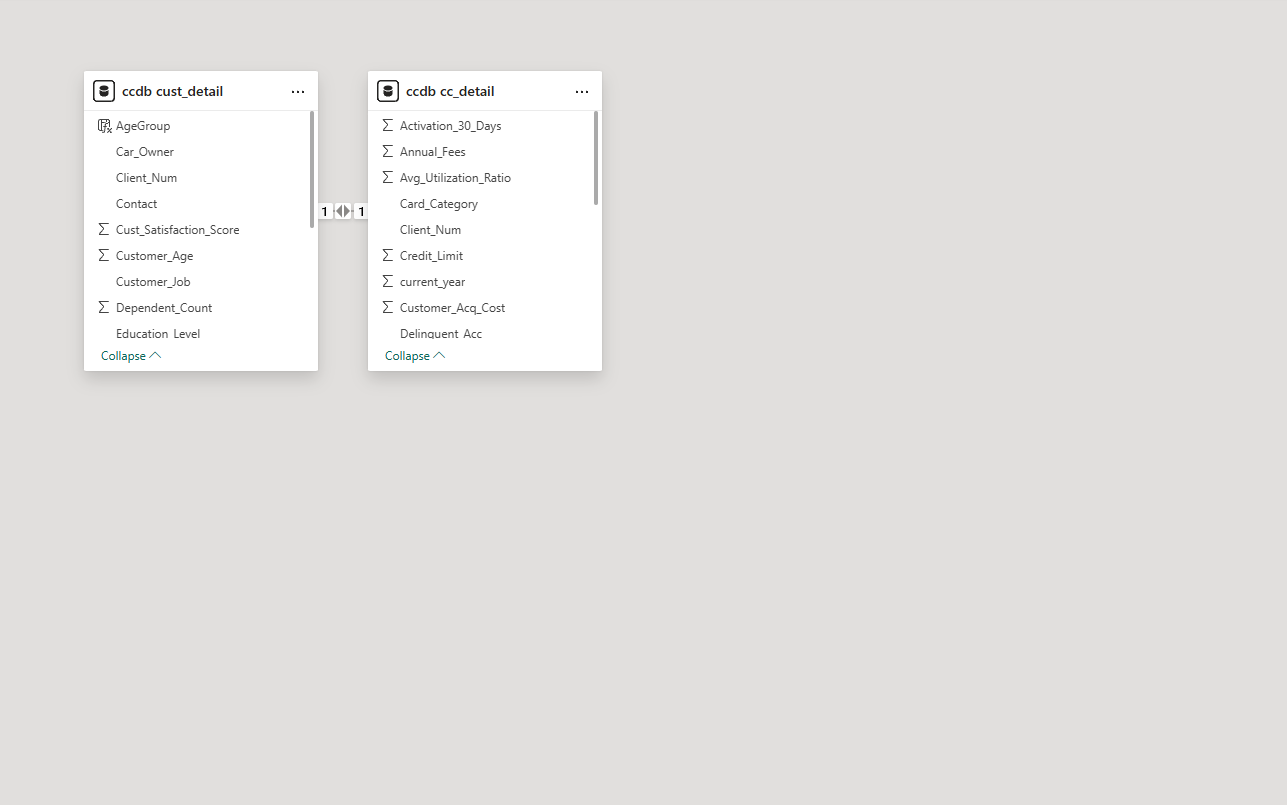 ccdb cust_detail
AgeGroup
Car_Owner
Client_Num
Contact
Cust_Satisfaction_Score
Customer_Age
Customer_Job
Dependent_Count
Education_Level
Collapse
1 1
ccdb cc_detail
Activation_30_Days
Annual_Fees
Avg_Utilization_Ratio
Card_Category
Client_Num
Credit_Limit
current_year
Customer_Acq_Cost
Delinquent_Acc
Collapse